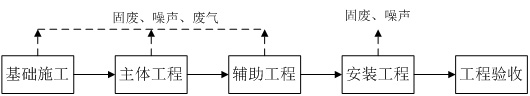 固废、噪声、废气
固废、噪声
基础施工
主体工程
辅助工程
安装工程
工程验收